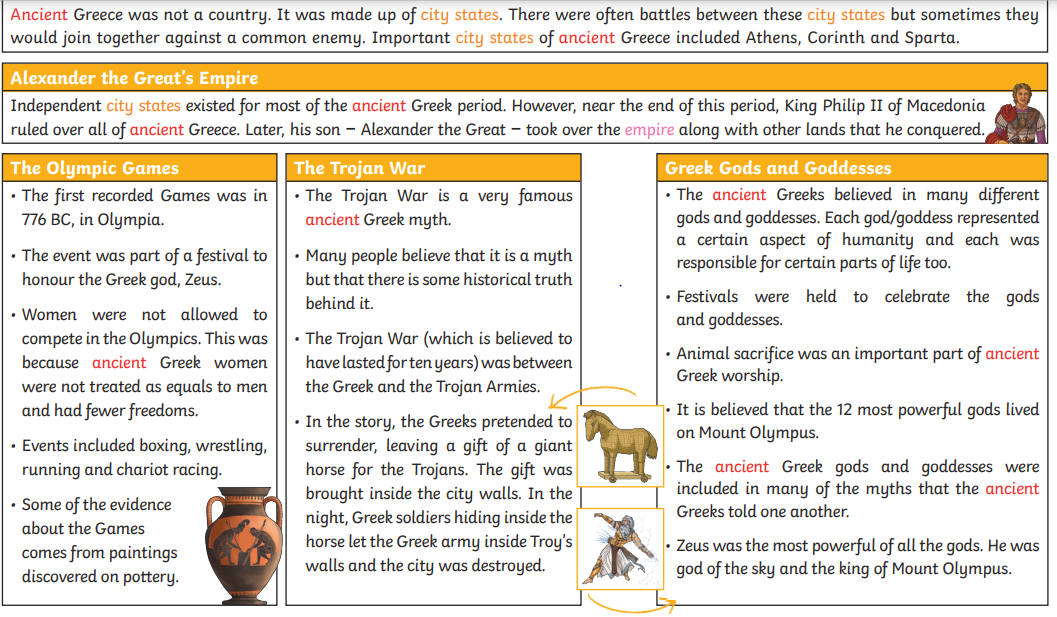 Ancient Greece was not a country. It was made up of city states. There were often battles between these city states but sometimes they
would join together against a common enemy. Important city states of ancient Greece included Athens, Corinth and Sparta.
Alexander the Great's Empire
Independent city states existed for most of the ancient Greek period. However, near the end of this period, King Philip II of Macedonia
ruled over all of ancient Greece. Later, his son – Alexander the Great – took over the empire along with other lands that he conquered.
The Olympic Games
• The first recorded Games was in
776 BC, in Olympia.
• The event was part of a festival to
honour the Greek god, Zeus.
• Women were not allowed to
compete in the Olympics. This was
because ancient Greek women
were not treated as equals to men
and had fewer freedoms.
• Events included boxing, wrestling,
running and chariot racing.
• Some of the evidence
about the Games
comes from paintings
discovered on pottery.
The Trojan War
• The Trojan War is a very famous
ancient Greek myth.
• Many people believe that it is a myth
but that there is some historical truth
behind it.
• The Trojan War (which is believed to
have lasted for ten years) was between
the Greek and the Trojan Armies.
• In the story, the Greeks pretended to
surrender, leaving a gift of a giant
horse for the Trojans. The gift was
brought inside the city walls. In the
night, Greek soldiers hiding inside the
horse let the Greek army inside Troy's
walls and the city was destroyed.
Greek Gods and Goddesses
• The ancient Greeks believed in many different
gods and goddesses. Each god/goddess represented
a certain aspect of humanity and each was
responsible for certain parts of life too.
• Festivals were held to celebrate the gods
and goddesses.
• Animal sacrifice was an important part of ancient
Greek worship.
• It is believed that the 12 most powerful gods lived
on Mount Olympus.
• The ancient Greek gods and goddesses were
included in many of the myths that the ancient
Greeks told one another.
• Zeus was the most powerful of all the gods. He was
god of the sky and the king of Mount Olympus.